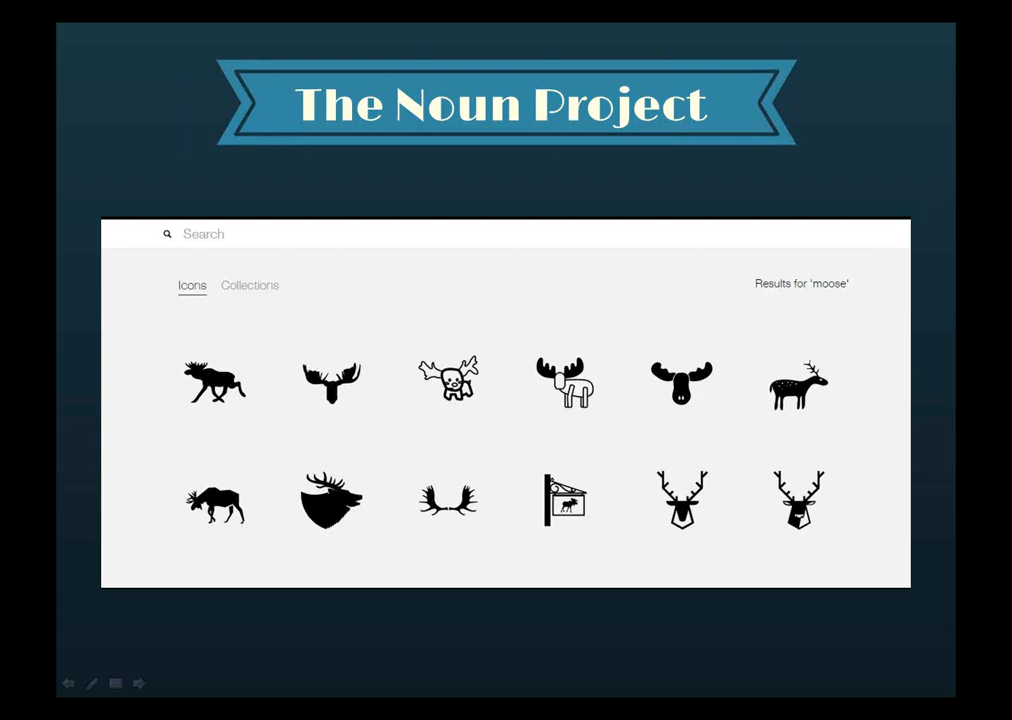 The Noun Project
Search
Icons Collections
Results for 'moose'